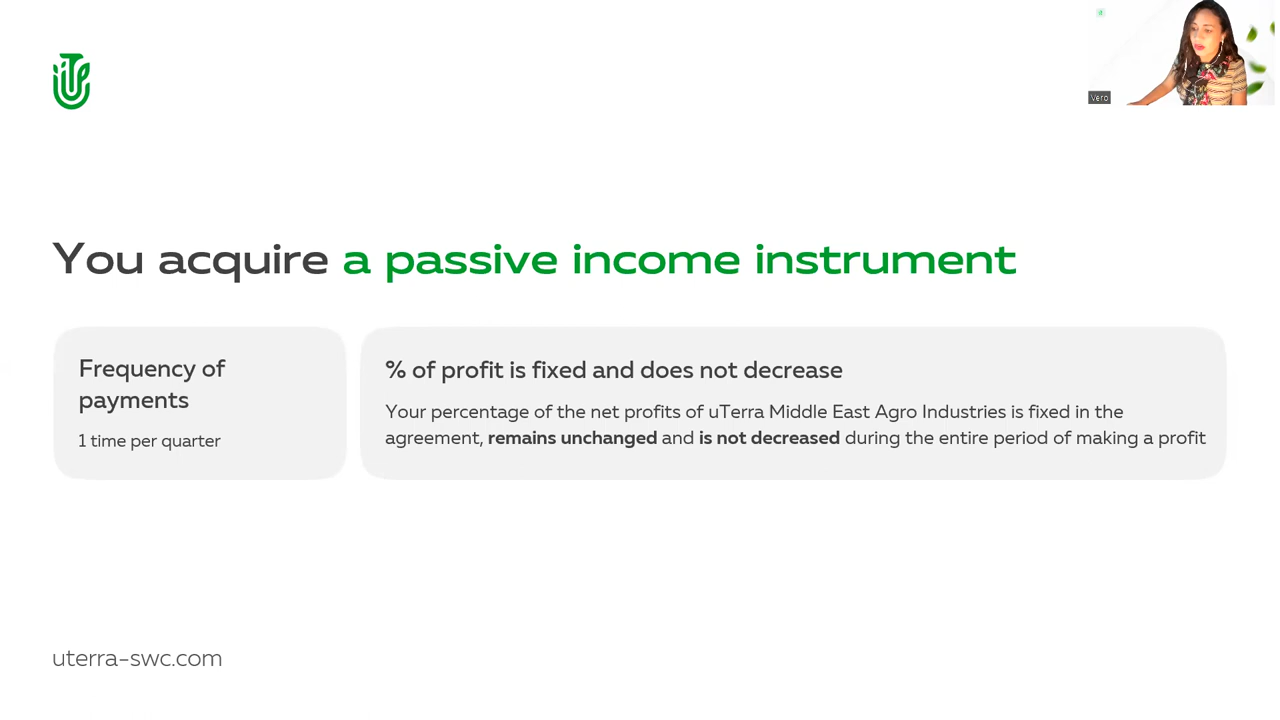 Vero
You acquire a passive income instrument
Frequency of
payments
1 time per quarter
% of profit is fixed and does not decrease
Your percentage of the net profits of uTerra Middle East Agro Industries is fixed in the
agreement, remains unchanged and is not decreased during the entire period of making a profit
uterra-swc.com